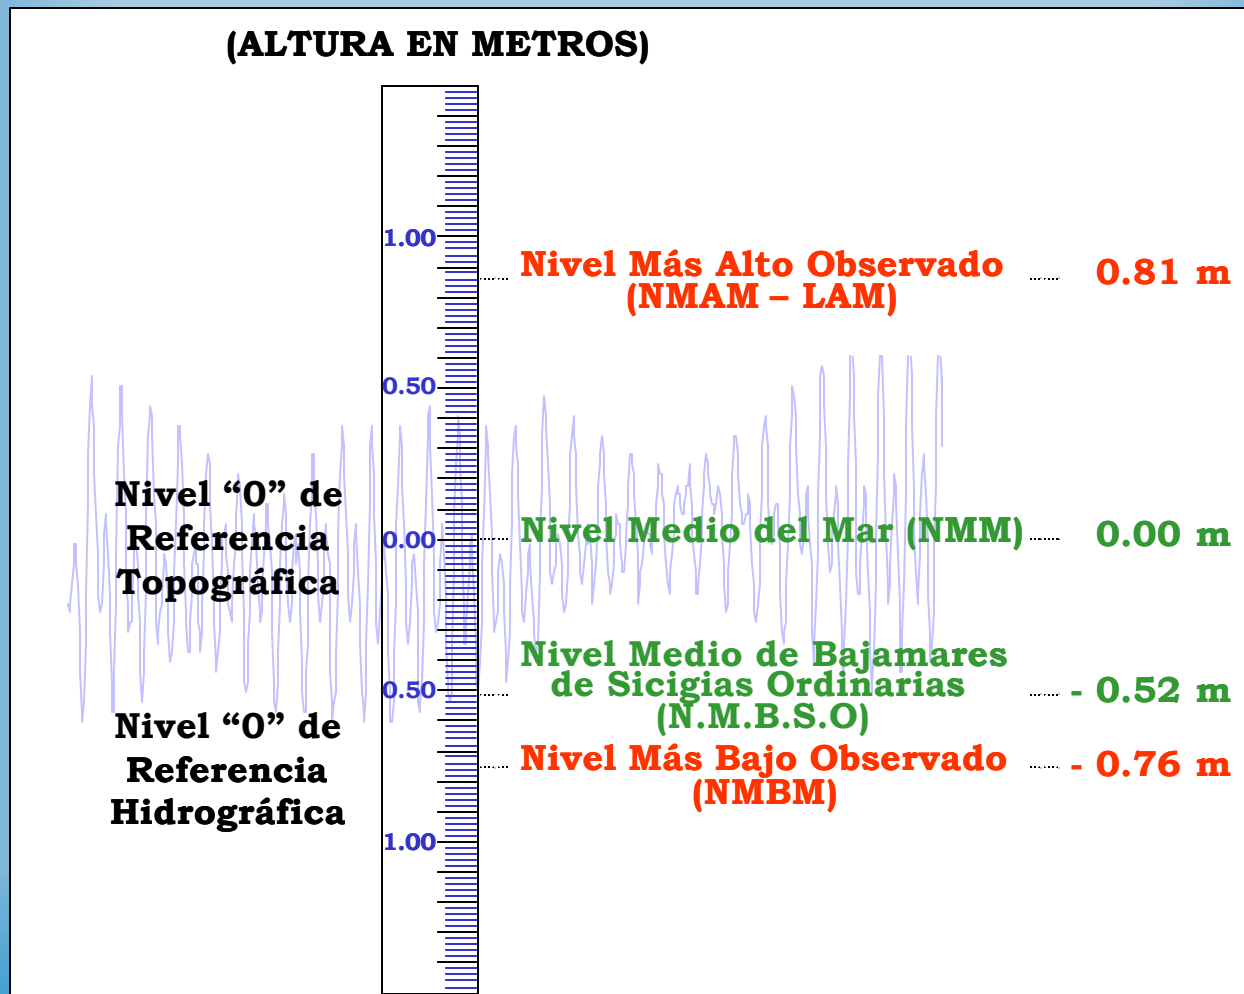 (ALTURA EN METROS)
1.00
Nivel Más Alto Observado
(NMAM – LAM)
0.81 m
0.50
Nivel “0” de
Referencia
Topográfica
0.00
Nivel Medio del Mar (NMM)
0.00 m
Nivel Medio de Bajamares
de Sicigias Ordinarias
(N.M.B.S.O)
0.50
- 0.52 m
Nivel “0” de
Referencia
Hidrográfica
Nivel Más Bajo Observado
(NMBM)
- 0.76 m
1.00